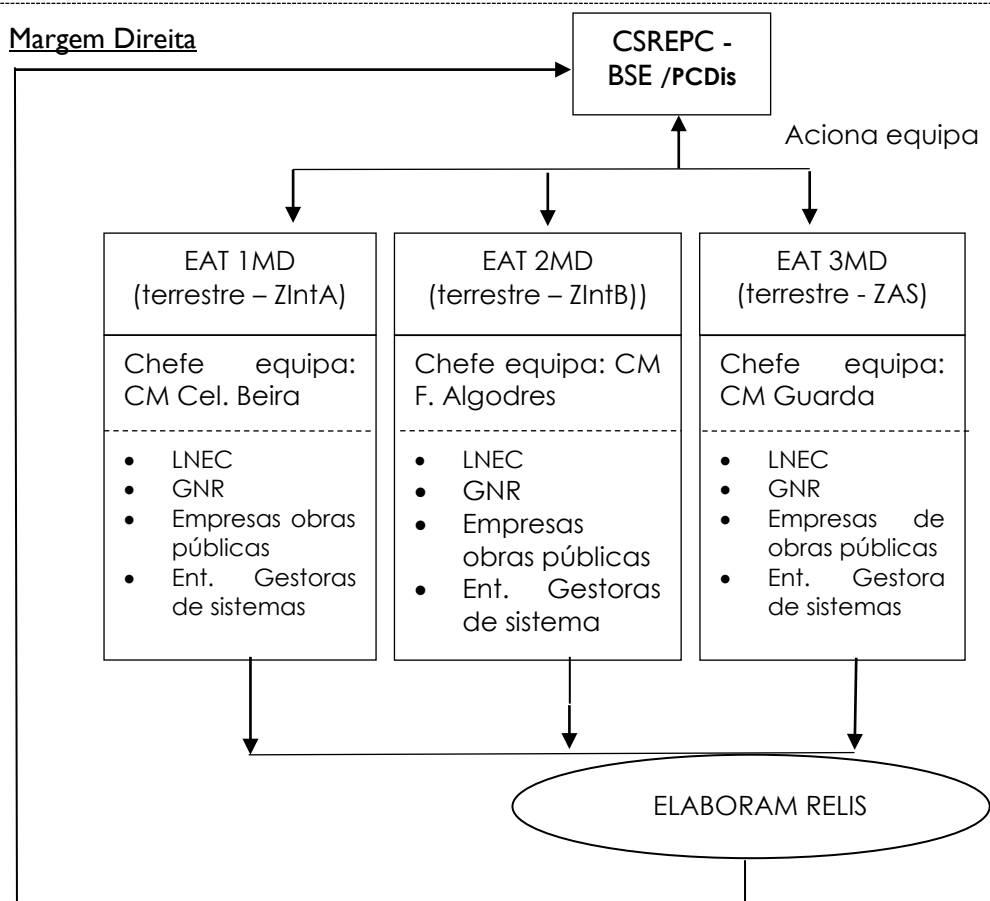 Margem Direita
CSREPC -
BSE /PCDis
Aciona equipa
EAT 1MD
(terrestre – ZIntA)
Chefe equipa:
CM Cel. Beira
• LNEC
• GNR
• Empresas obras
públicas
• Ent. Gestoras
de sistemas
EAT 2MD
(terrestre – ZIntB))
Chefe equipa: CM
F. Algodres
• LNEC
• GNR
• Empresas
obras públicas
• Ent. Gestoras
de sistema
EAT 3MD
(terrestre - ZAS)
Chefe equipa:
CM Guarda
• LNEC
• GNR
• Empresas de
obras públicas
• Ent. Gestora
de sistemas
ELABORAM RELIS